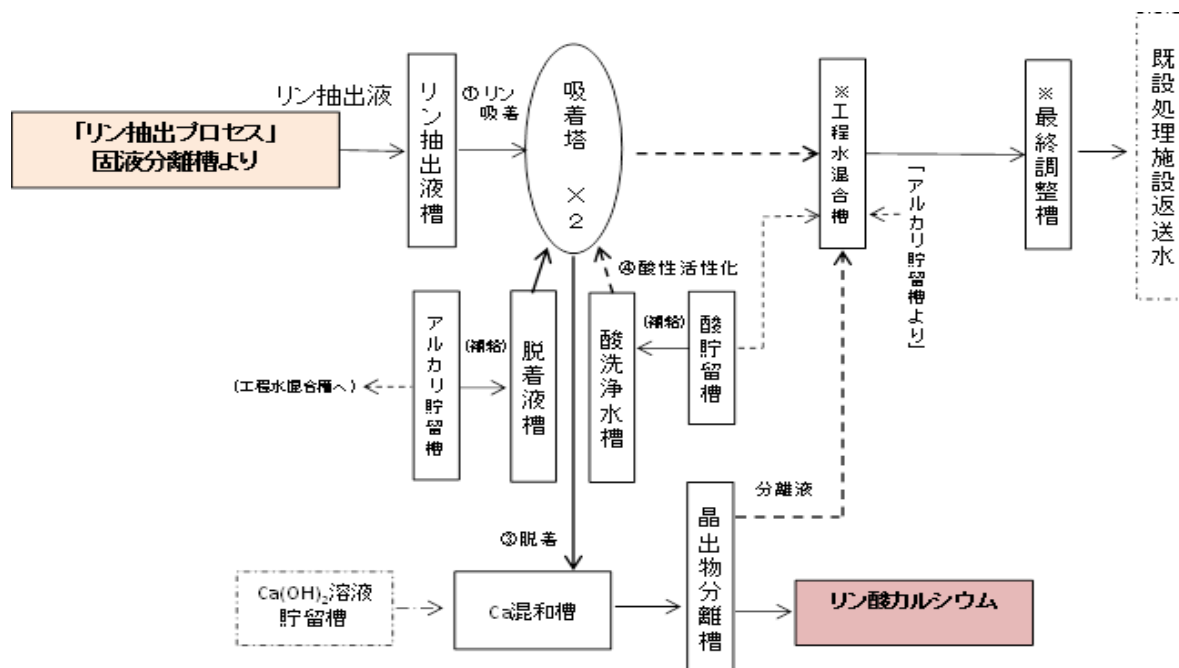 「リン抽出プロセス」
固液分離槽より
リン抽出液
リン抽出液槽
①リン
吸着
吸着塔 ×2
※工程水混合槽
「アルカリ貯留槽より」
※最終調整槽
既設処理施設返送水
④酸性活性化
(工程水混合槽へ)
アルカリ貯留槽
(補給)
脱着液槽
酸洗浄水槽
(補給)
酸貯留槽
③脱着
分離液
Ca(OH)₂溶液
貯留槽
Ca混和槽
晶出物分離槽
リン酸カルシウム